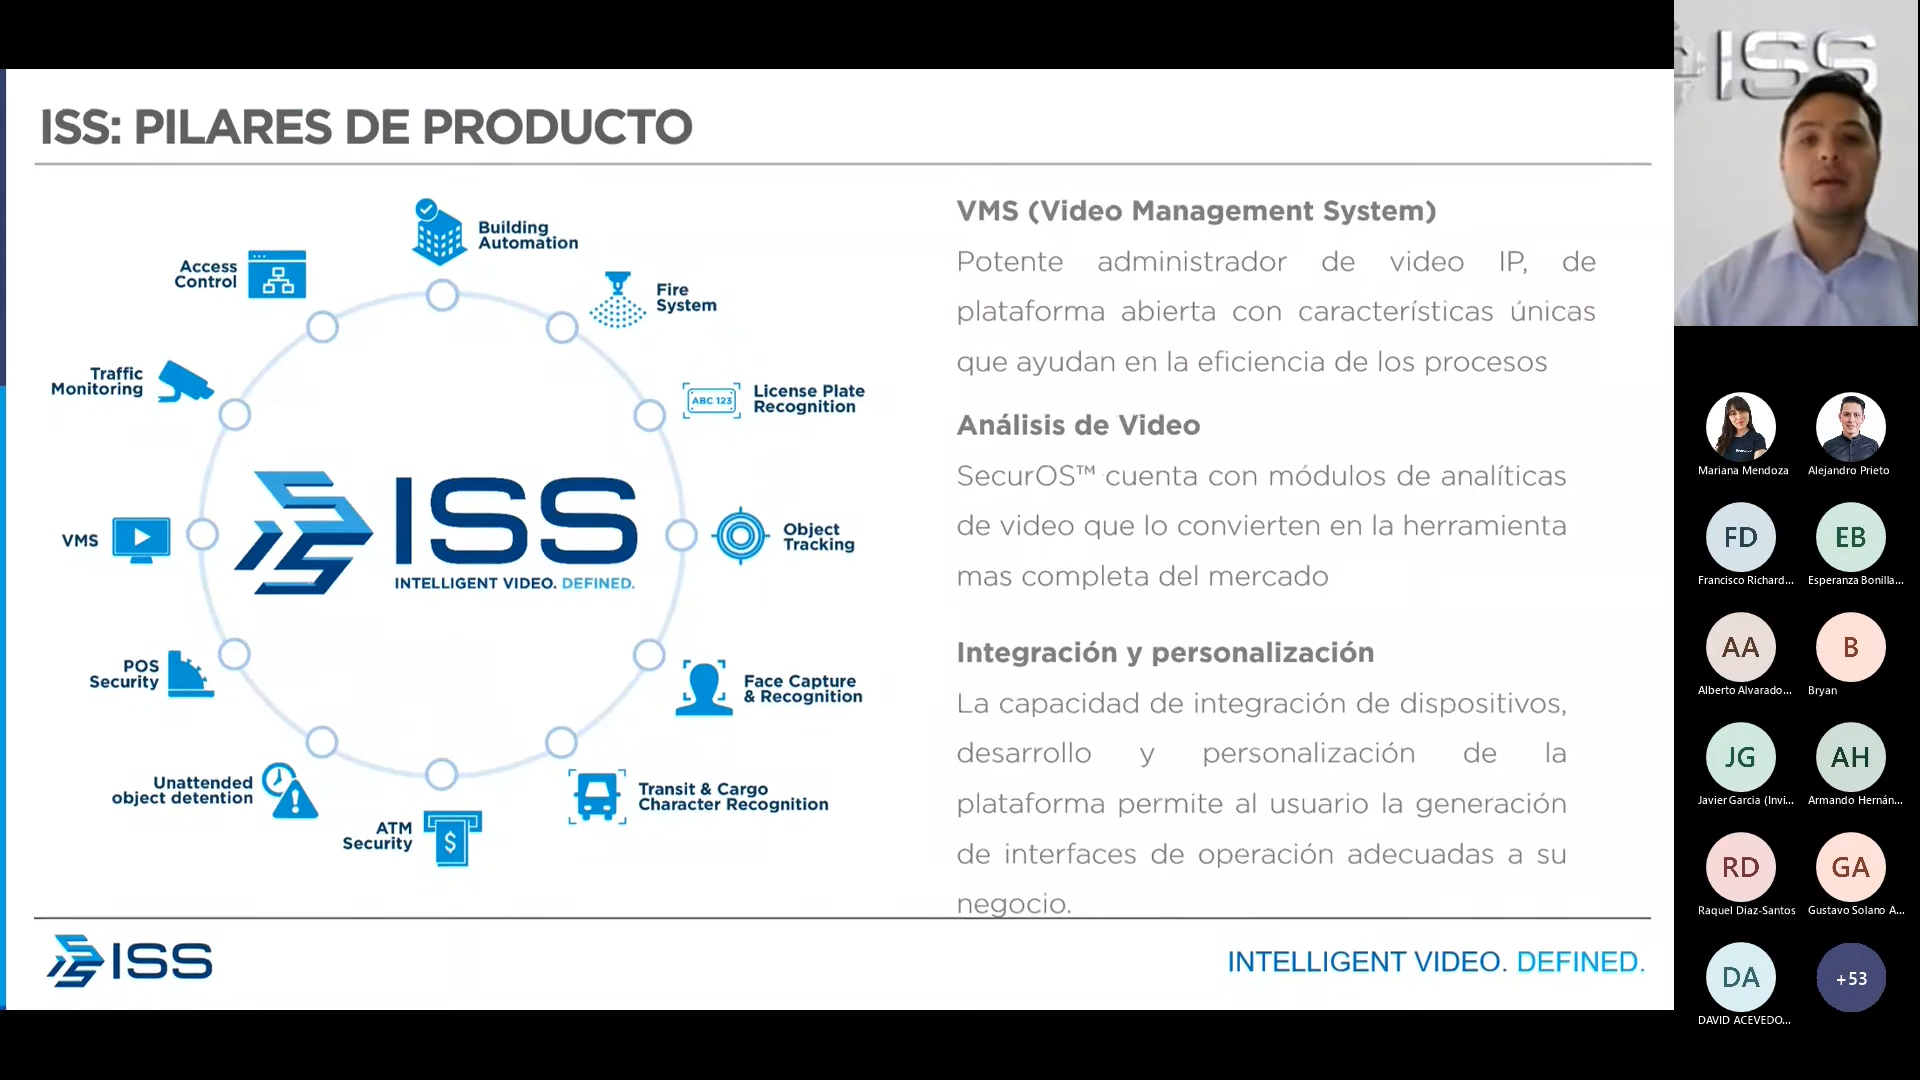 ISS: PILARES DE PRODUCTO
Building
Automation
Access
Control
Fire
System
Traffic
Monitoring
ABC 123
License Plate
Recognition
VMS
ISS
INTELLIGENT VIDEO. DEFINED.
Object
Tracking
POS
Security
Face Capture
& Recognition
Unattended
object detention
ATM
Security
$
Transit & Cargo
Character Recognition
VMS (Video Management System)
Potente administrador de video IP, de
plataforma abierta con características únicas
que ayudan en la eficiencia de los procesos
Análisis de Video
SecurOS™ cuenta con módulos de analíticas
de video que lo convierten en la herramienta
mas completa del mercado
Integración y personalización
La capacidad de integración de dispositivos,
desarrollo y personalización de la
plataforma permite al usuario la generación
de interfaces de operación adecuadas a su
negocio.
ISS
INTELLIGENT VIDEO. DEFINED.
ISS
Mariana Mendoza
Alejandro Prieto
FD
EB
Francisco Richard...
Esperanza Bonilla...
AA
B
Alberto Alvarado...
Bryan
JG
AH
Javier Garcia (Invi...
Armando Hernán...
RD
GA
Raquel Diaz-Santos
Gustavo Solano A...
DA
+53
DAVID ACEVEDO...